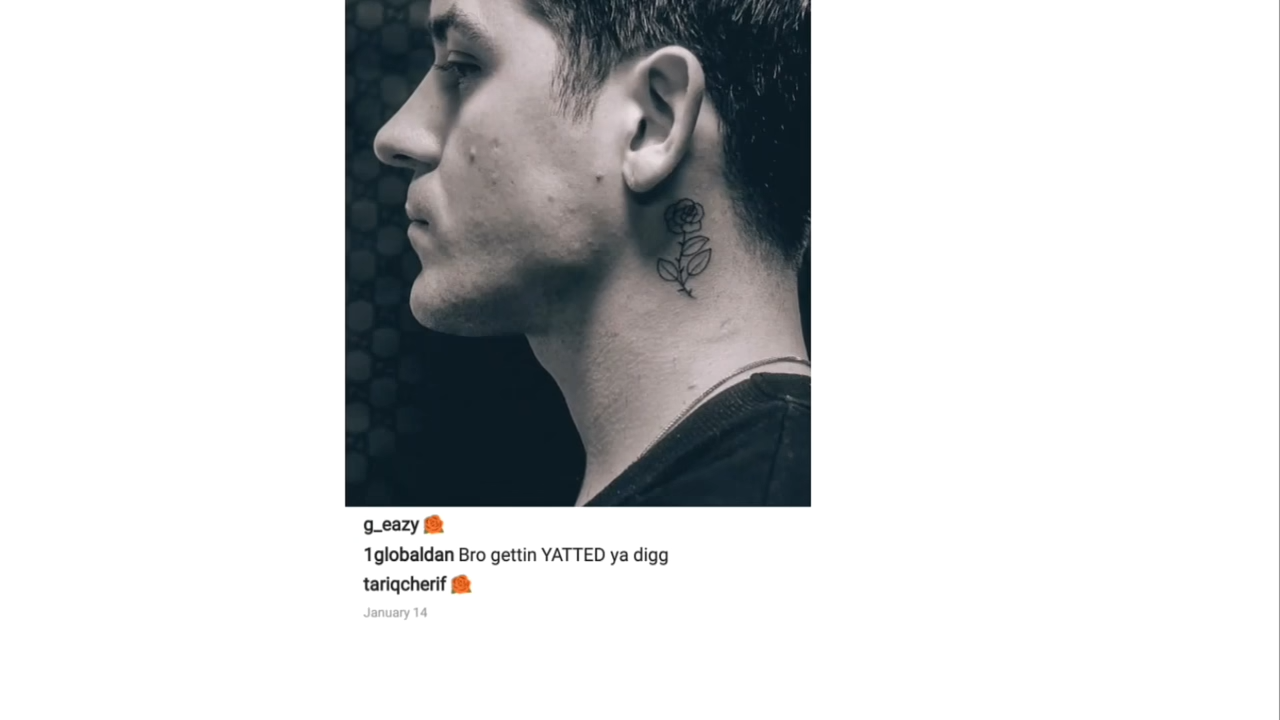 g_eazy 🌹
1globaldan Bro gettin YATTED ya digg
tariqcherif 🌹
January 14